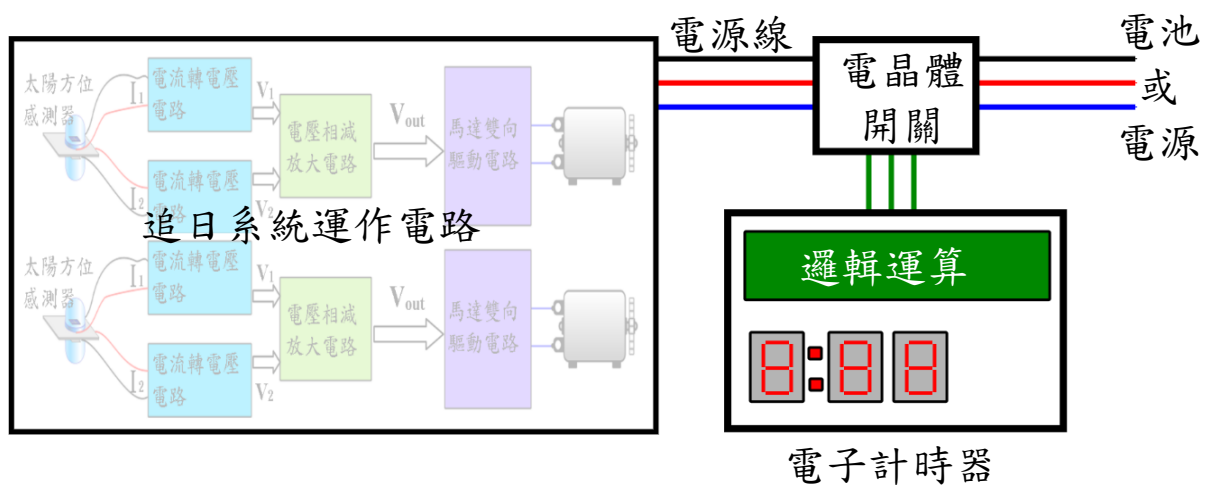 電源線
電晶體
開關
電池
或
電源
太陽方位
感測器
I1
電流轉電壓
電路
V1
電壓相減
放大電路
Vout
馬達雙向
驅動電路
I2
電流轉電壓
電路
V2
追日系統運作電路
太陽方位
感測器
I1
電流轉電壓
電路
V1
電壓相減
放大電路
Vout
馬達雙向
驅動電路
I2
電流轉電壓
電路
V2
邏輯運算
8:88
電子計時器